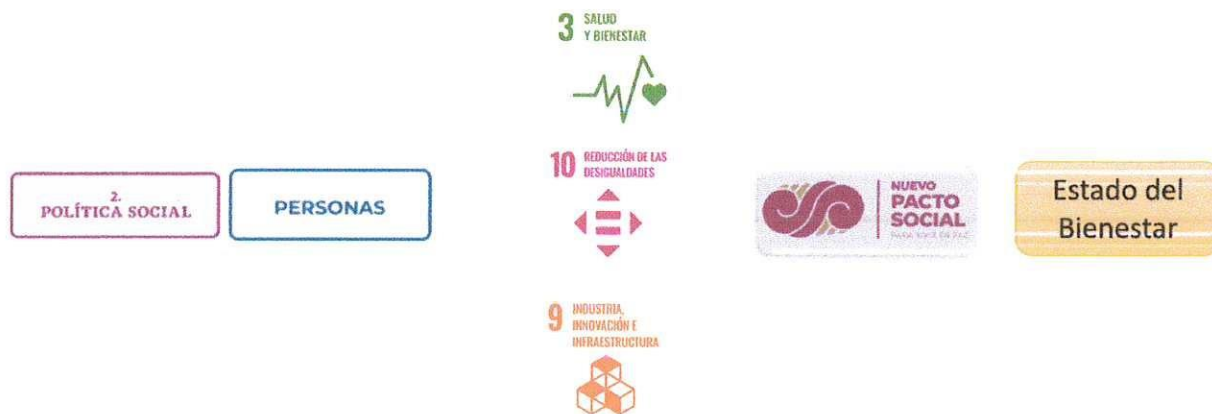 3 SALUD
Y BIENESTAR
2.
POLÍTICA SOCIAL
PERSONAS
10 REDUCCIÓN DE LAS
DESIGUALDADES
NUEVO
PACTO
SOCIAL
Estado del
Bienestar
9 INDUSTRIA,
INNOVACIÓN E
INFRAESTRUCTURA